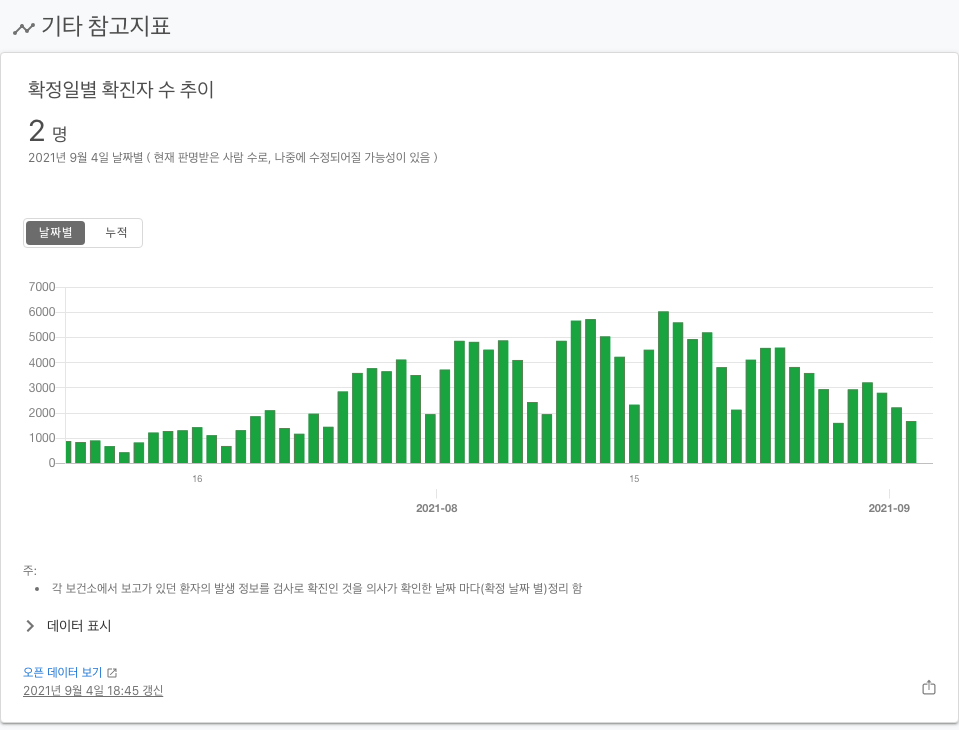 기타 참고지표
확정일별 확진자 수 추이
2 명
2021년 9월 4일 날짜별 ( 현재 판명받은 사람 수로, 나중에 수정되어질 가능성이 있음 )
날짜별 누적
7000
6000
5000
4000
3000
2000
1000
0
16 15
2021-08 2021-09
주:
• 각 보건소에서 보고가 있던 환자의 발생 정보를 검사로 확진인 것을 의사가 확인한 날짜 마다(확정 날짜 별)정리 함
데이터 표시
오픈 데이터 보기
2021년 9월 4일 18:45 갱신